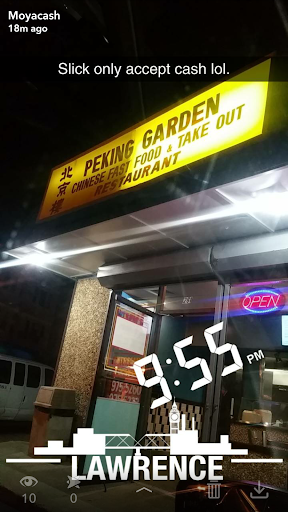 Moyacash
18m ago
Slick only accept cash lol.
北京樓
PEKING GARDEN
CHINESE FAST FOOD & TAKE OUT
RESTAURANT
OPEN
9:55 PM
LAWRENCE
10